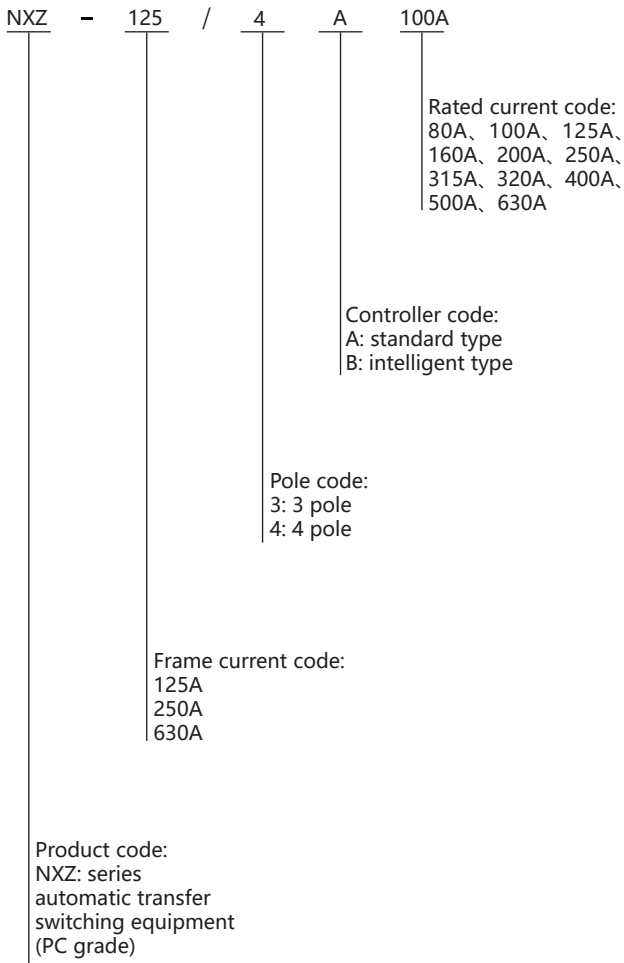 NXZ – 125 / 4 A 100A
Rated current code:
80A、100A、125A、
160A、200A、250A、
315A、320A、400A、
500A、630A
Controller code:
A: standard type
B: intelligent type
Pole code:
3: 3 pole
4: 4 pole
Frame current code:
125A
250A
630A
Product code:
NXZ: series
automatic transfer
switching equipment
(PC grade)